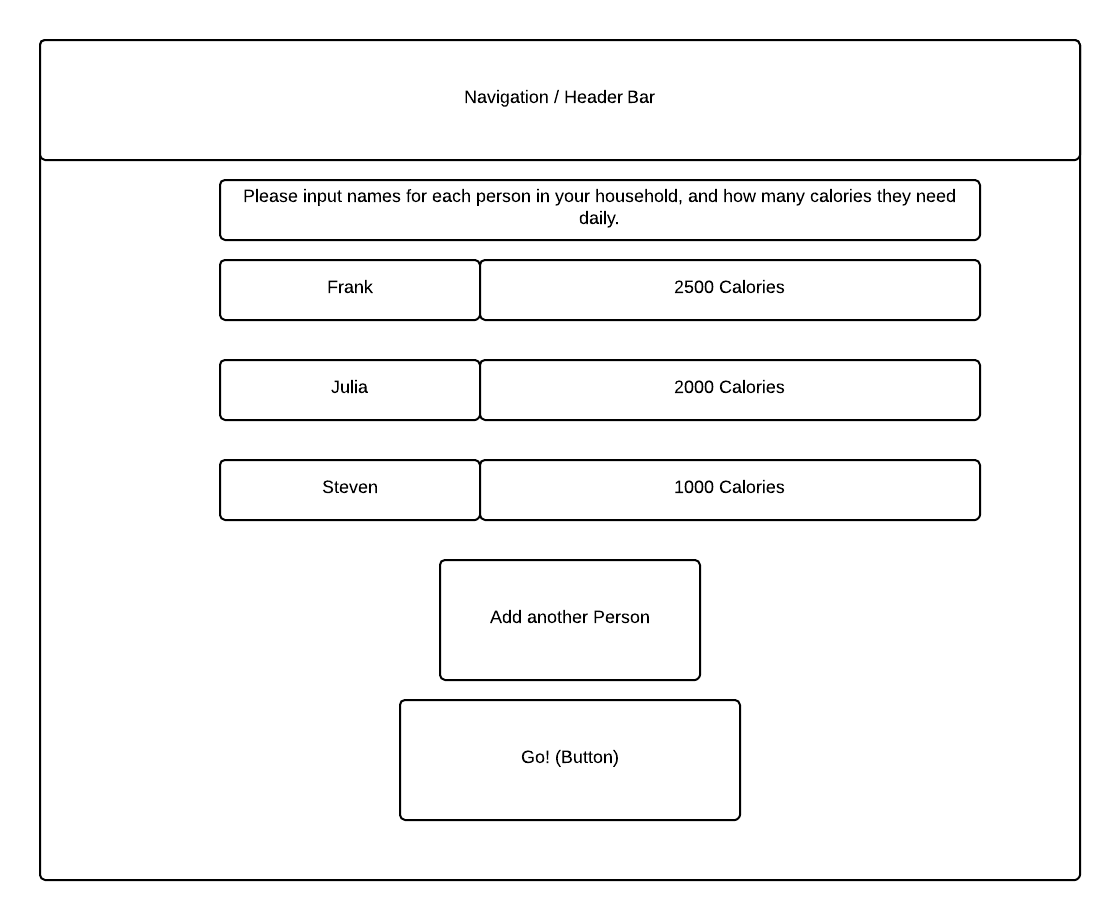 Navigation / Header Bar
Please input names for each person in your household, and how many calories they need
daily.
Frank
2500 Calories
Julia
2000 Calories
Steven
1000 Calories
Add another Person
Go! (Button)